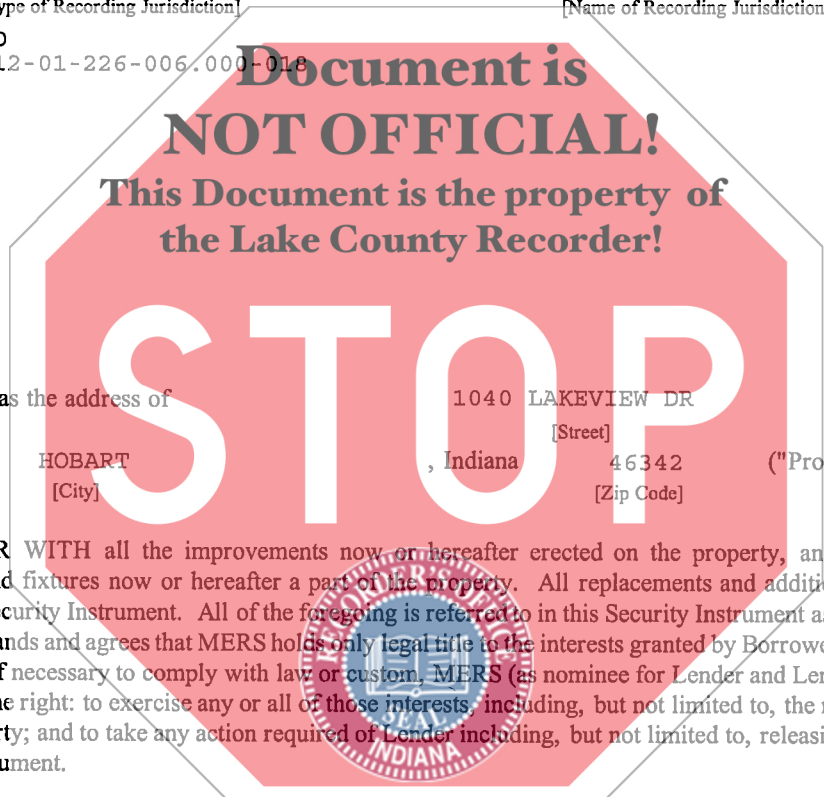 ype of Recording Jurisdiction] [Name of Recording Jurisdiction
12-01-226-006.000-018
Document is
NOT OFFICIAL!
This Document is the property of
the Lake County Recorder!
STOP
as the address of 1040 LAKEVIEW DR
[Street]
HOBART , Indiana 46342 ("Pro
[City] [Zip Code]
R WITH all the improvements now or hereafter erected on the property, an
d fixtures now or hereafter a part of the property. All replacements and additi
curity Instrument. All of the foregoing is referred to in this Security Instrument a
ands and agrees that MERS holds only legal title to the interests granted by Borrowe
f necessary to comply with law or custom, MERS (as nominee for Lender and Len
e right: to exercise any or all of those interests, including, but not limited to, the
rty; and to take any action required of Lender including, but not limited to, releasi
ument.
RECORDER'S OFFICE
SEAL
INDIANA